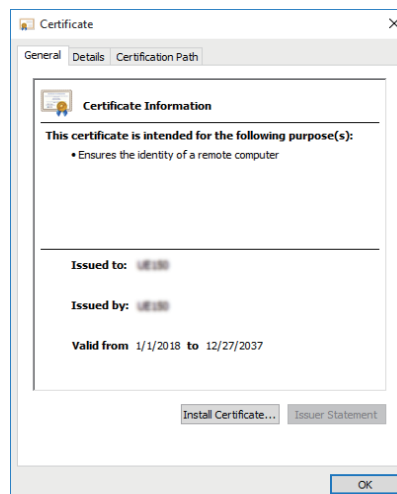 Certificate
General Details Certification Path
Certificate Information
This certificate is intended for the following purpose(s):
• Ensures the identity of a remote computer
Issued to:
Issued by:
Valid from 1/1/2018 to 12/27/2037
Install Certificate... Issuer Statement
OK